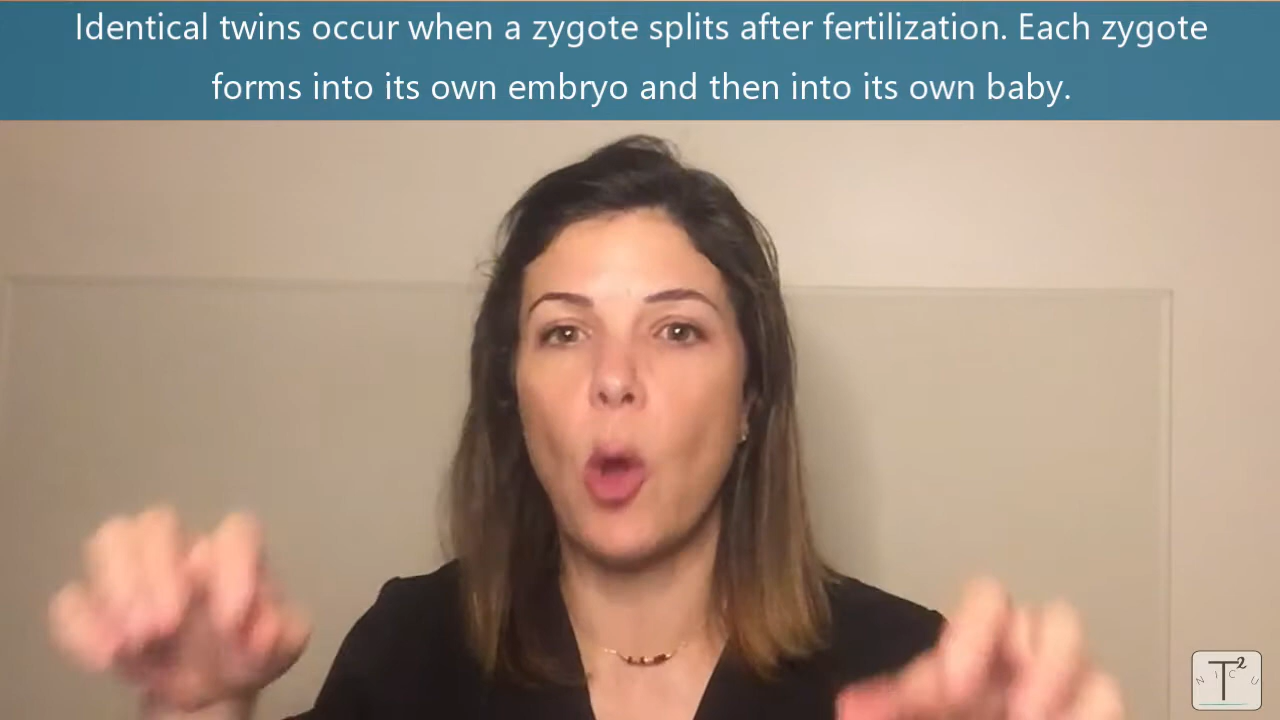 Identical twins occur when a zygote splits after fertilization. Each zygote
forms into its own embryo and then into its own baby.
T²
N I C U